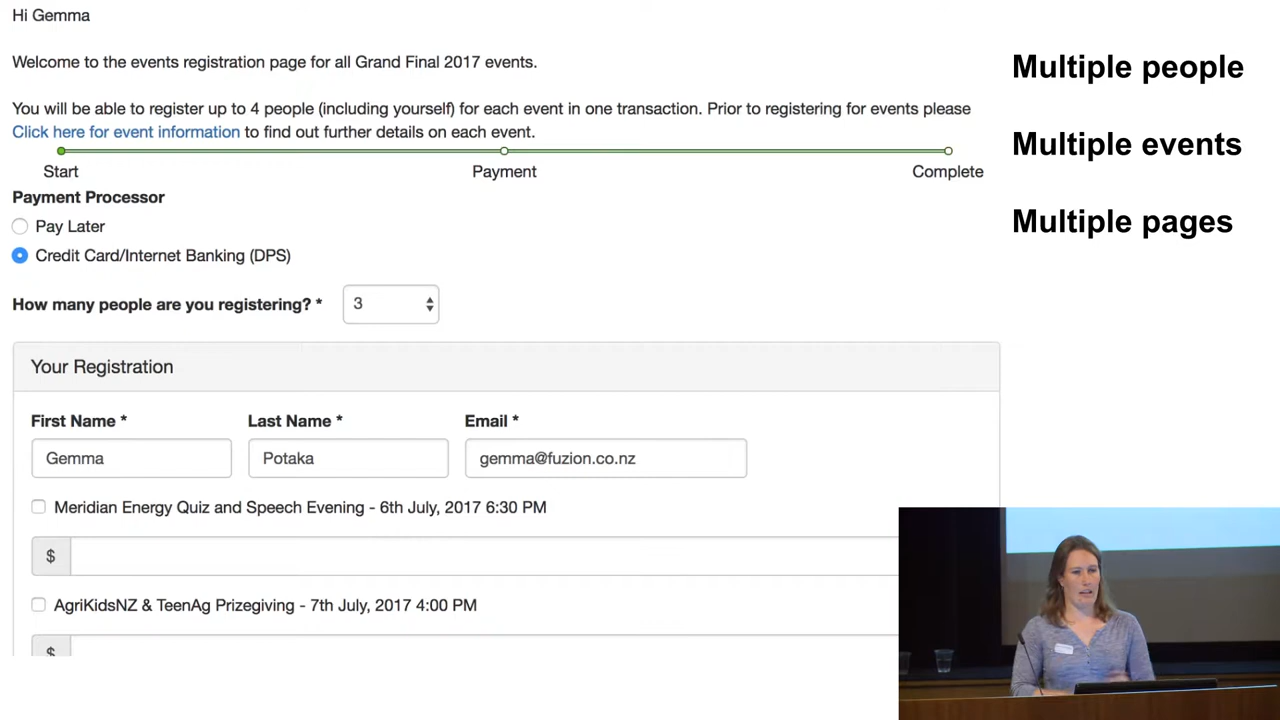 Hi Gemma
Welcome to the events registration page for all Grand Final 2017 events.
You will be able to register up to 4 people (including yourself) for each event in one transaction. Prior to registering for events please
Click here for event information to find out further details on each event.
Start
Payment
Complete
Payment Processor
Pay Later
Credit Card/Internet Banking (DPS)
How many people are you registering? *
3
Your Registration
First Name *
Last Name *
Email *
Gemma
Potaka
gemma@fuzion.co.nz
Meridian Energy Quiz and Speech Evening - 6th July, 2017 6:30 PM
$
AgriKidsNZ & TeenAg Prizegiving - 7th July, 2017 4:00 PM
$
Multiple people
Multiple events
Multiple pages